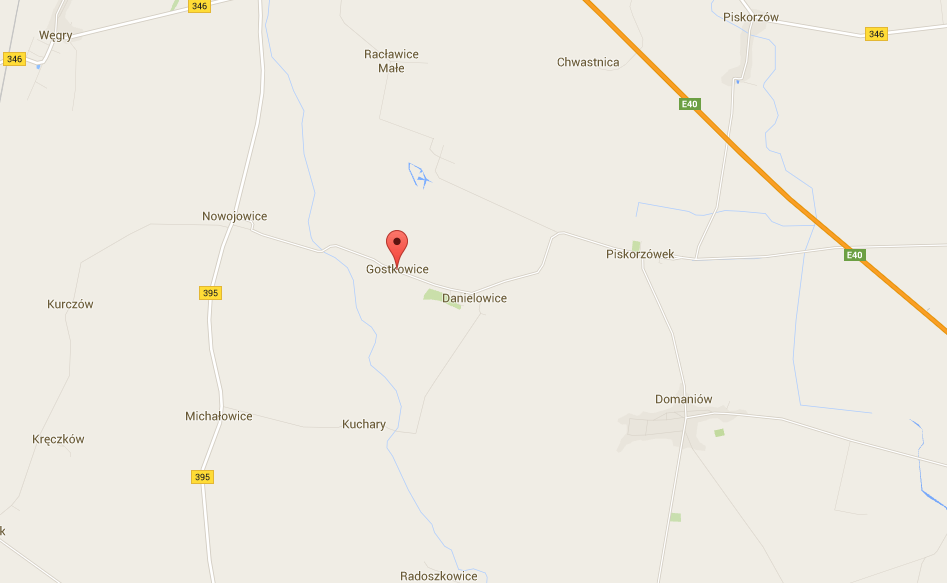 346
Piskorzów
Węgry
346
346
Racławice
Małe
Chwastnica
E40
Nowojowice
Piskorzówek
E40
Gostkowice
395
Danielowice
Kurczów
Domaniów
Michałowice
Kuchary
Kręczków
395
k
Radoszkowice